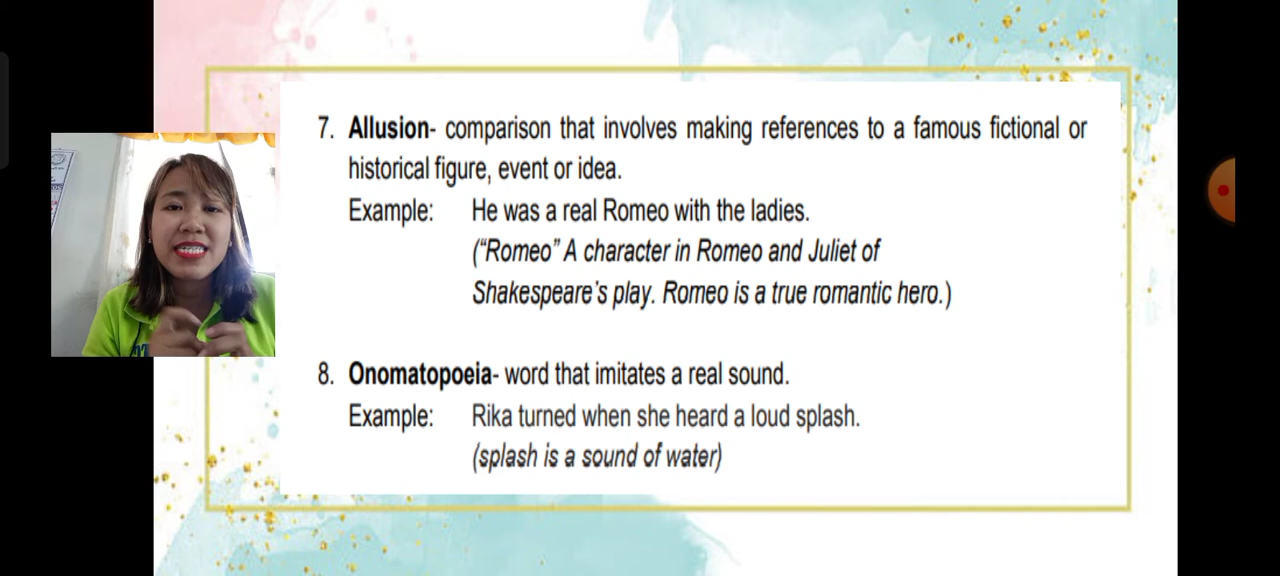 7. Allusion- comparison that involves making references to a famous fictional or
historical figure, event or idea.
Example: He was a real Romeo with the ladies.
(“Romeo” A character in Romeo and Juliet of
Shakespeare’s play. Romeo is a true romantic hero.)
8. Onomatopoeia- word that imitates a real sound.
Example: Rika turned when she heard a loud splash.
(splash is a sound of water)